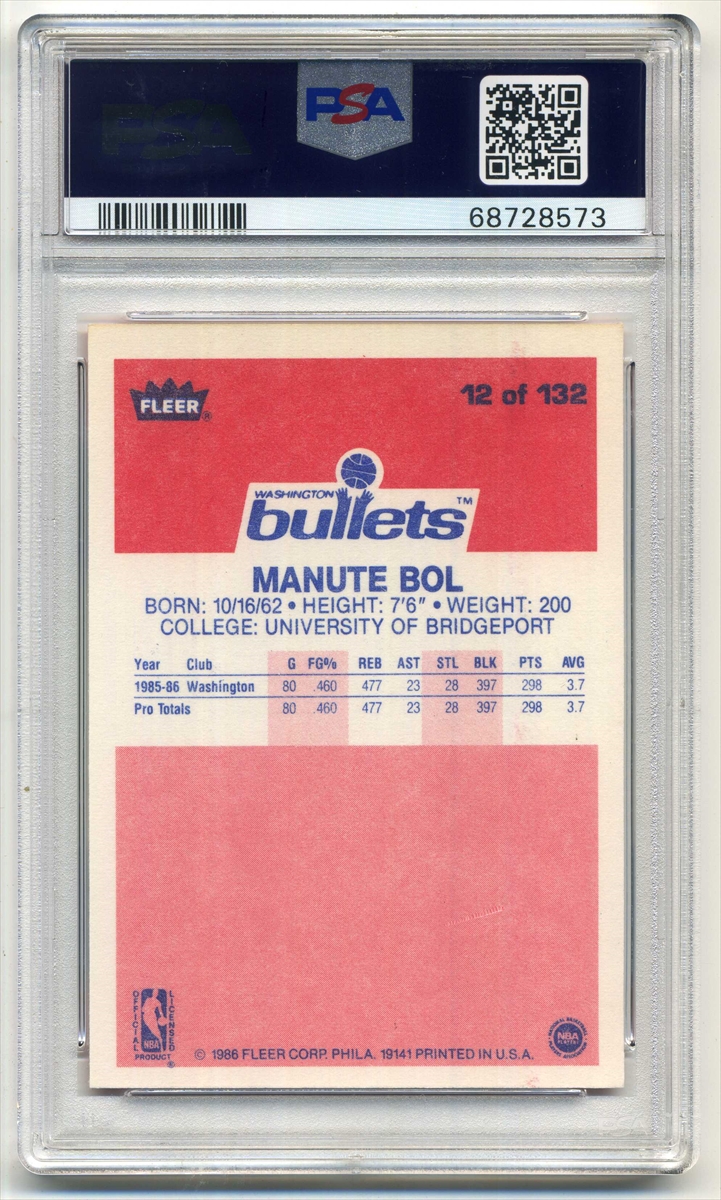 PSA
PSA
68728573
FLEER®
12 of 132
WASHINGTON
bullets™
MANUTE BOL
BORN: 10/16/62 • HEIGHT: 7'6" • WEIGHT: 200
COLLEGE: UNIVERSITY OF BRIDGEPORT
Year Club G FG% REB AST STL BLK PTS AVG
1985-86 Washington 80 .460 477 23 28 397 298 3.7
Pro Totals 80 .460 477 23 28 397 298 3.7
OFFICIAL LICENSED
NBA
PRODUCT ®
NBA
PLAYERS
© 1986 FLEER CORP. PHILA. 19141 PRINTED IN U.S.A.